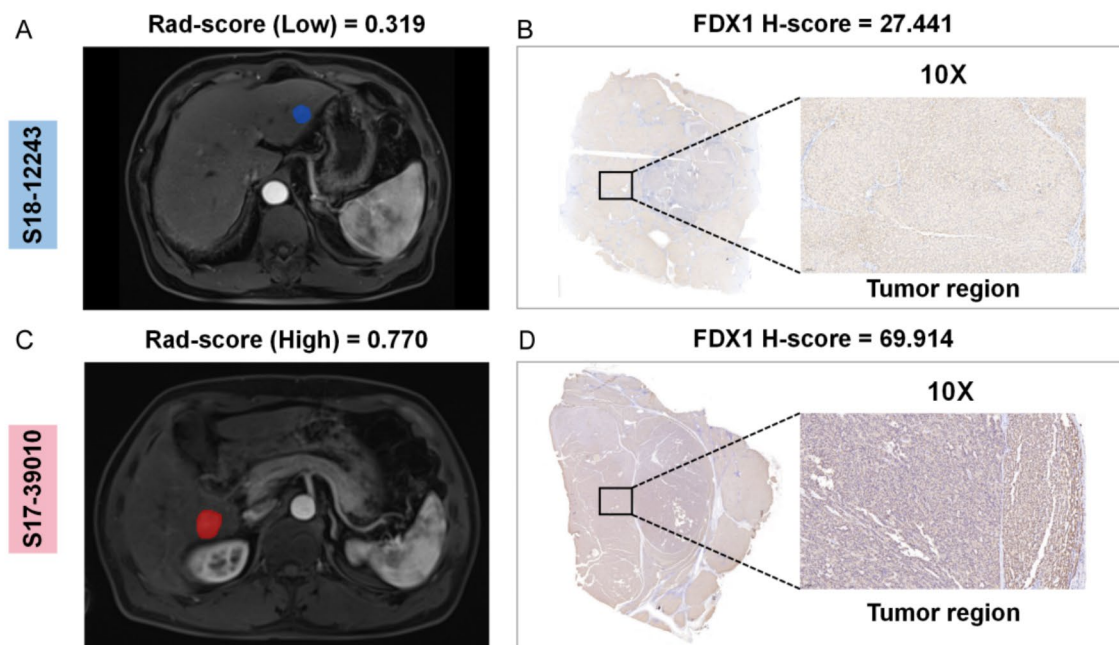 A
Rad-score (Low) = 0.319
S18-12243
B
FDX1 H-score = 27.441
10X
Tumor region
C
Rad-score (High) = 0.770
S17-39010
D
FDX1 H-score = 69.914
10X
Tumor region